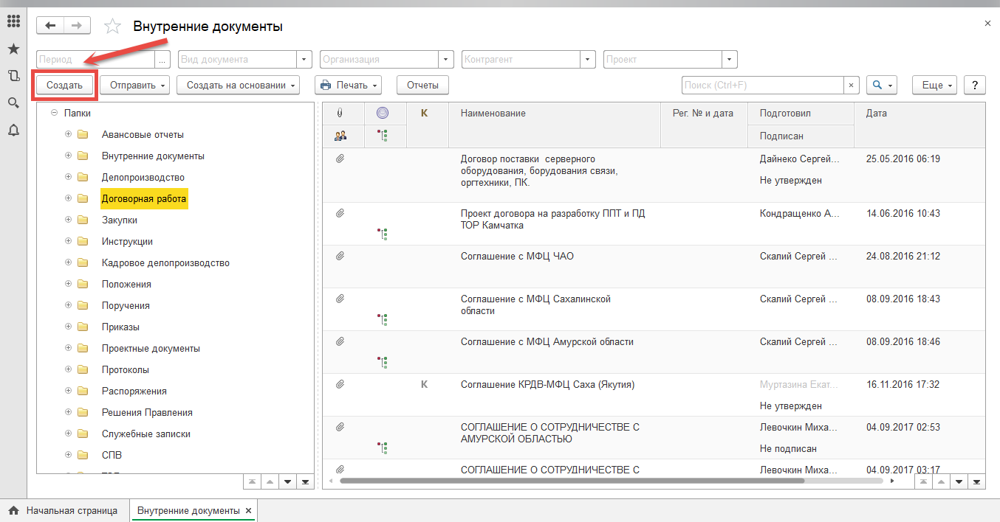 Внутренние документы
Период
Вид документа
Организация
Контрагент
Проект
Создать
Отправить
Создать на основании
Печать
Отчеты
Поиск (Ctrl+F)
Еще
?
Папки
Авансовые отчеты
Внутренние документы
Делопроизводство
Договорная работа
Закупки
Инструкции
Кадровое делопроизводство
Положения
Поручения
Приказы
Проектные документы
Протоколы
Распоряжения
Решения Правления
Служебные записки
СПВ
К
Наименование
Рег. № и дата
Подготовил
Дата
Подписан
Договор поставки  серверного
оборудования, борудования связи,
оргтехники, ПК.
Дайнеко Сергей...
Не утвержден
25.05.2016 06:19
Проект договора на разработку ППТ и ПД
ТОР Камчатка
Кондращенко А...
14.06.2016 10:43
Соглашение с МФЦ ЧАО
Скалий Сергей ...
24.08.2016 21:12
Соглашение с МФЦ Сахалинской
области
Скалий Сергей ...
08.09.2016 18:43
Соглашение с МФЦ Амурской области
Скалий Сергей ...
08.09.2016 18:46
К
Соглашение КРДВ-МФЦ Саха (Якутия)
Муртазина Екат...
Не утвержден
16.11.2016 17:32
СОГЛАШЕНИЕ О СОТРУДНИЧЕСТВЕ С
АМУРСКОЙ ОБЛАСТЬЮ
Левочкин Миха...
Не подписан
04.09.2017 02:53
СОГЛАШЕНИЕ О СОТРУДНИЧЕСТВЕ С
Левочкин Миха...
04.09.2017 03:17
Начальная страница
Внутренние документы